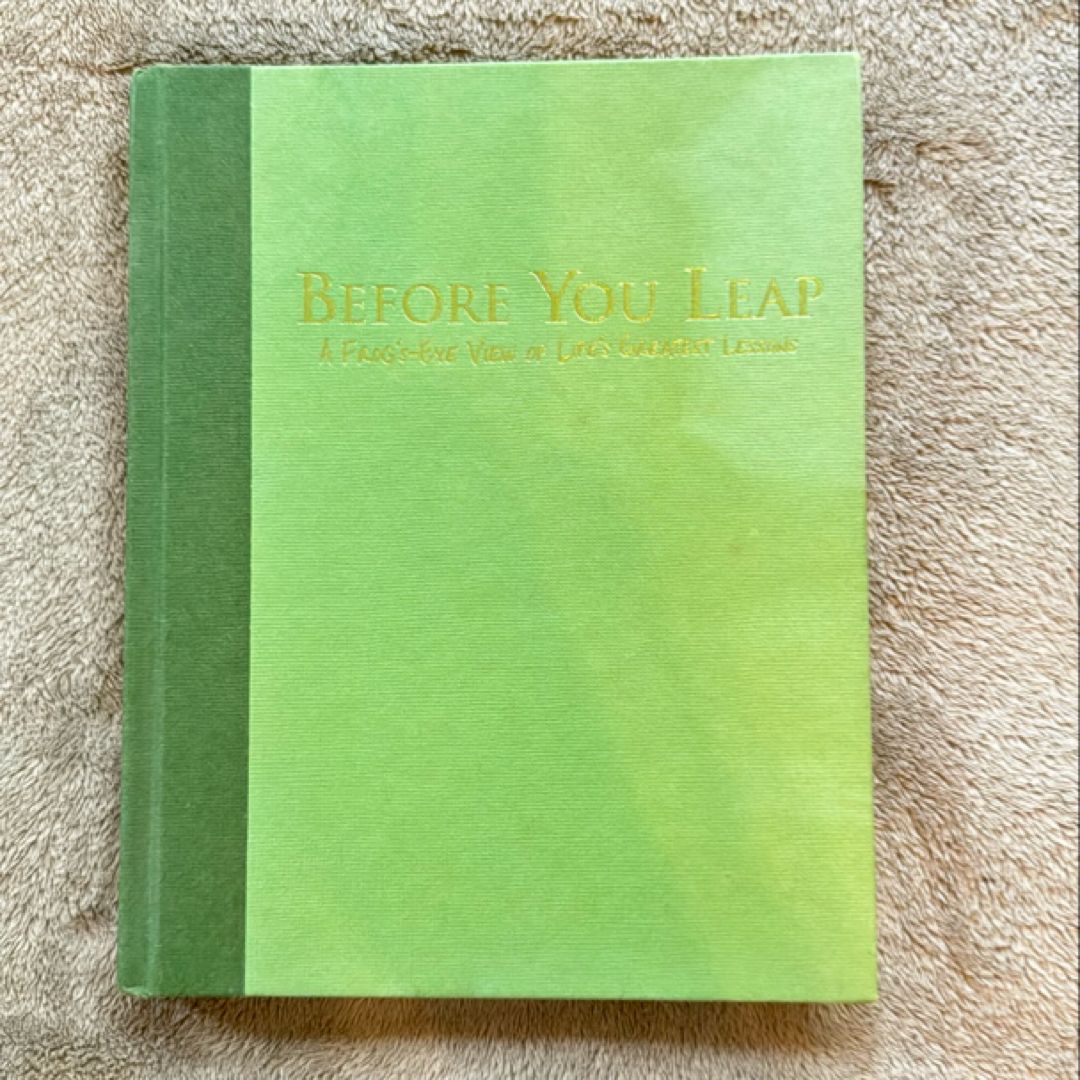 BEFORE YOU LEAP
A FROG'S-EYE VIEW OF LIFE'S GREATEST LESSONS